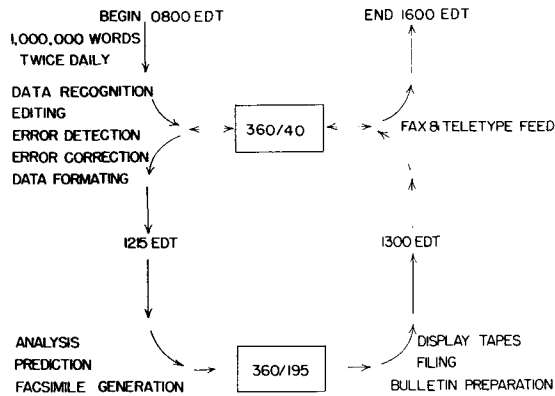 BEGIN 0800 EDT
1,000,000 WORDS
TWICE DAILY
DATA RECOGNITION
EDITING
ERROR DETECTION
ERROR CORRECTION
DATA FORMATING
360/40
END 1600 EDT
FAX & TELETYPE FEED
1215 EDT
1300 EDT
ANALYSIS
PREDICTION
FACSIMILE GENERATION
360/195
DISPLAY TAPES
FILING
BULLETIN PREPARATION